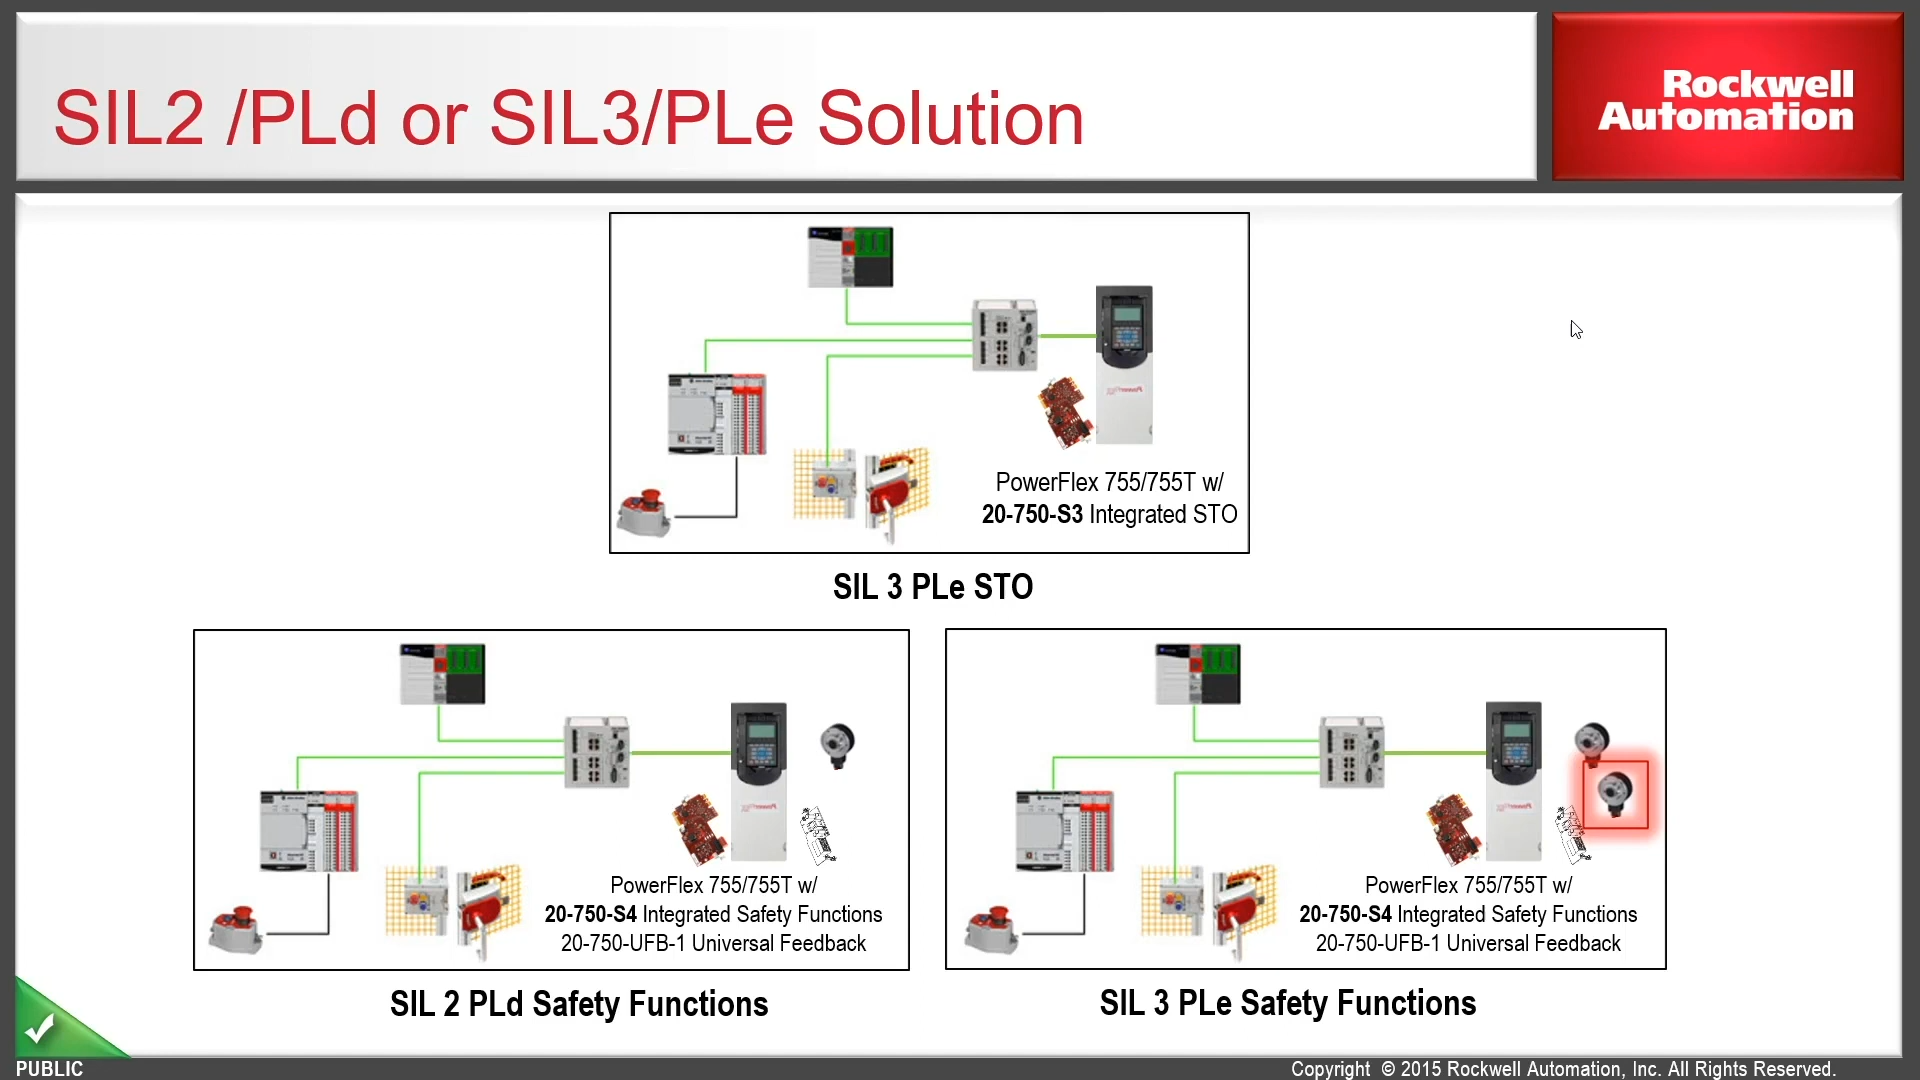 SIL2 /PLd or SIL3/PLe Solution
Rockwell
Automation
PowerFlex 755/755T w/
20-750-S3 Integrated STO
SIL 3 PLe STO
PowerFlex 755/755T w/
20-750-S4 Integrated Safety Functions
20-750-UFB-1 Universal Feedback
SIL 2 PLd Safety Functions
PowerFlex 755/755T w/
20-750-S4 Integrated Safety Functions
20-750-UFB-1 Universal Feedback
SIL 3 PLe Safety Functions
PUBLIC
Copyright © 2015 Rockwell Automation, Inc. All Rights Reserved.